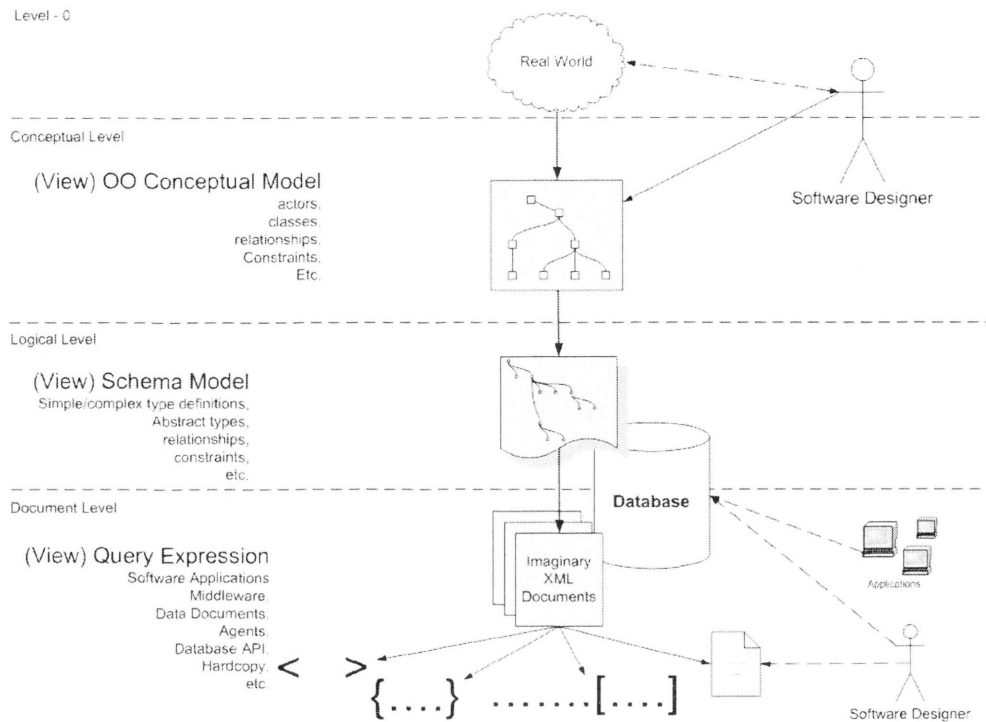 Level - 0
Real World
Conceptual Level
(View) OO Conceptual Model
actors,
classes,
relationships,
Constraints,
Etc.
Software Designer
Logical Level
(View) Schema Model
Simple/complex type definitions,
Abstract types,
relationships,
constraints,
etc.
Database
Document Level
(View) Query Expression
Software Applications
Middleware,
Data Documents,
Agents,
Database API,
Hardcopy,
etc.
Imaginary
XML
Documents
Applications
< >
{....} .......[....]
Software Designer